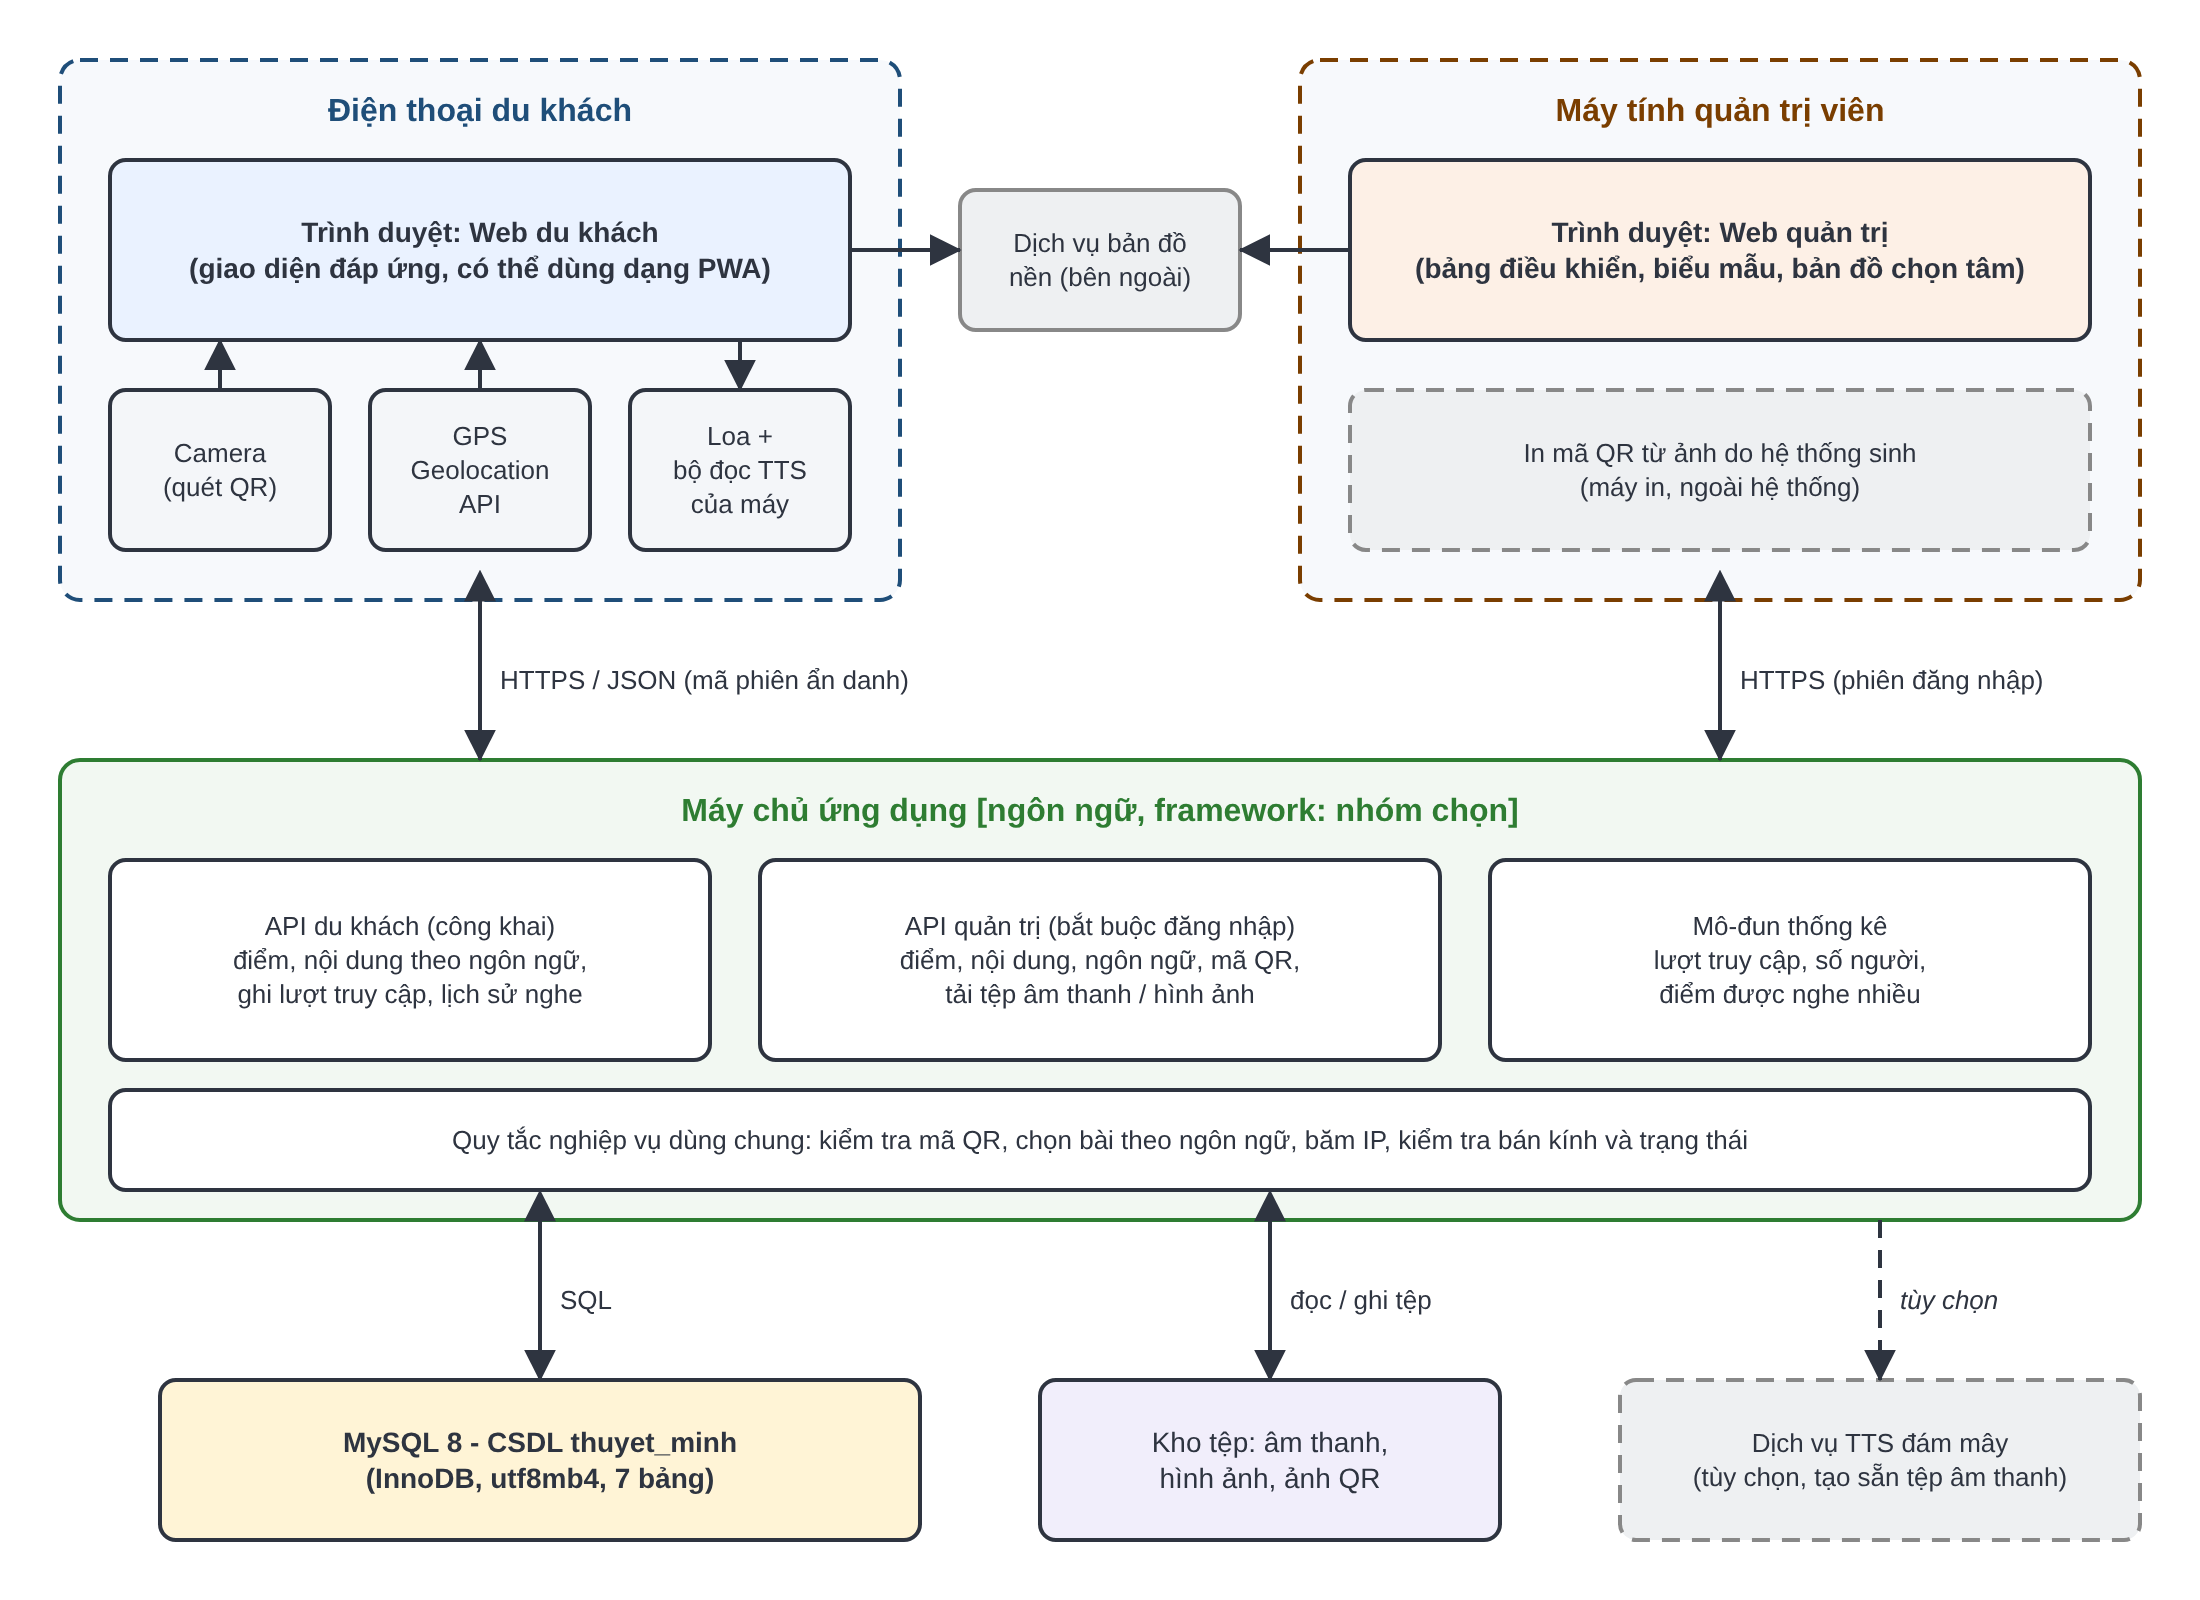 Điện thoại du khách
Trình duyệt: Web du khách
(giao diện đáp ứng, có thể dùng dạng PWA)
Camera
(quét QR)
GPS
Geolocation
API
Loa +
bộ đọc TTS
của máy
Dịch vụ bản đồ
nền (bên ngoài)
Máy tính quản trị viên
Trình duyệt: Web quản trị
(bảng điều khiển, biểu mẫu, bản đồ chọn tâm)
In mã QR từ ảnh do hệ thống sinh
(máy in, ngoài hệ thống)
HTTPS / JSON (mã phiên ẩn danh)
HTTPS (phiên đăng nhập)
Máy chủ ứng dụng [ngôn ngữ, framework: nhóm chọn]
API du khách (công khai)
điểm, nội dung theo ngôn ngữ,
ghi lượt truy cập, lịch sử nghe
API quản trị (bắt buộc đăng nhập)
điểm, nội dung, ngôn ngữ, mã QR,
tải tệp âm thanh / hình ảnh
Mô-đun thống kê
lượt truy cập, số người,
điểm được nghe nhiều
Quy tắc nghiệp vụ dùng chung: kiểm tra mã QR, chọn bài theo ngôn ngữ, băm IP, kiểm tra bán kính và trạng thái
SQL
đọc / ghi tệp
tùy chọn
MySQL 8 - CSDL thuyet_minh
(InnoDB, utf8mb4, 7 bảng)
Kho tệp: âm thanh,
hình ảnh, ảnh QR
Dịch vụ TTS đám mây
(tùy chọn, tạo sẵn tệp âm thanh)